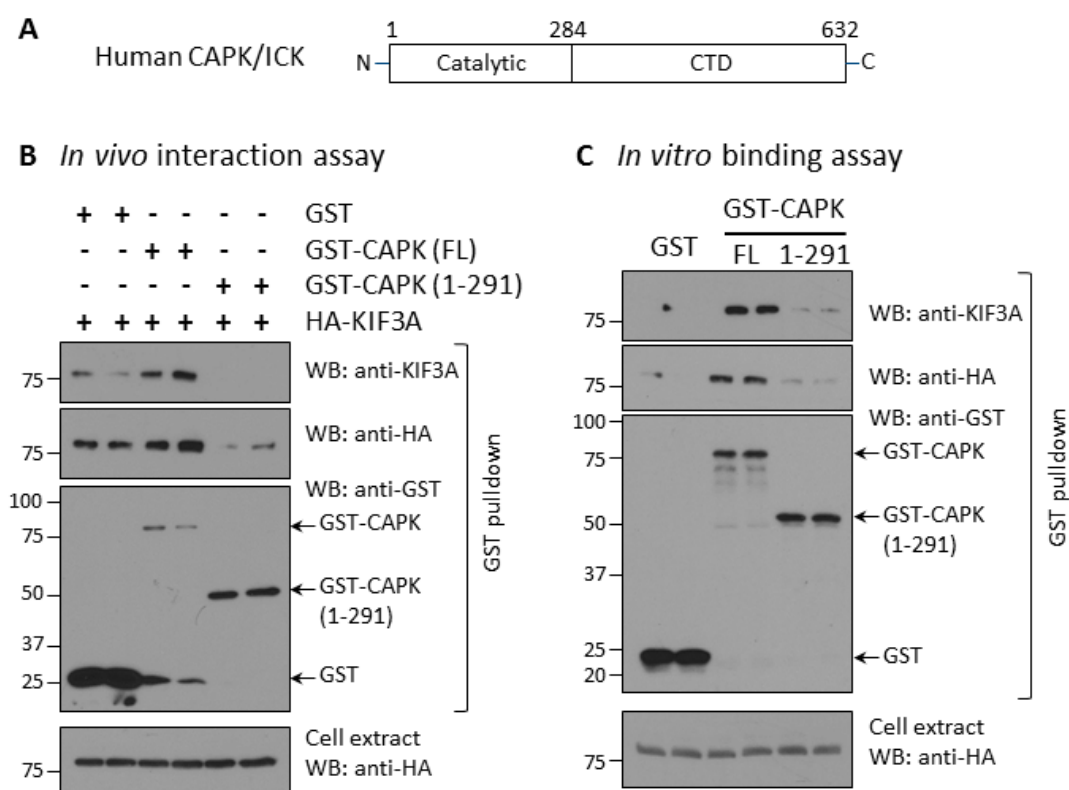 A
1 284 632
Human CAPK/ICK N Catalytic CTD C
B In vivo interaction assay
+ + - - - - GST
- - + + - - GST-CAPK (FL)
- - - - + + GST-CAPK (1-291)
+ + + + + + HA-KIF3A
75 WB: anti-KIF3A
75 WB: anti-HA
WB: anti-GST
100
GST-CAPK
75
50 GST-CAPK
(1-291)
37
25 GST
GST pulldown
Cell extract
75 WB: anti-HA
C In vitro binding assay
GST-CAPK
GST FL 1-291
75 WB: anti-KIF3A
75 WB: anti-HA
WB: anti-GST
100
75 GST-CAPK
50 GST-CAPK
(1-291)
37
25 GST
20
GST pulldown
Cell extract
75 WB: anti-HA